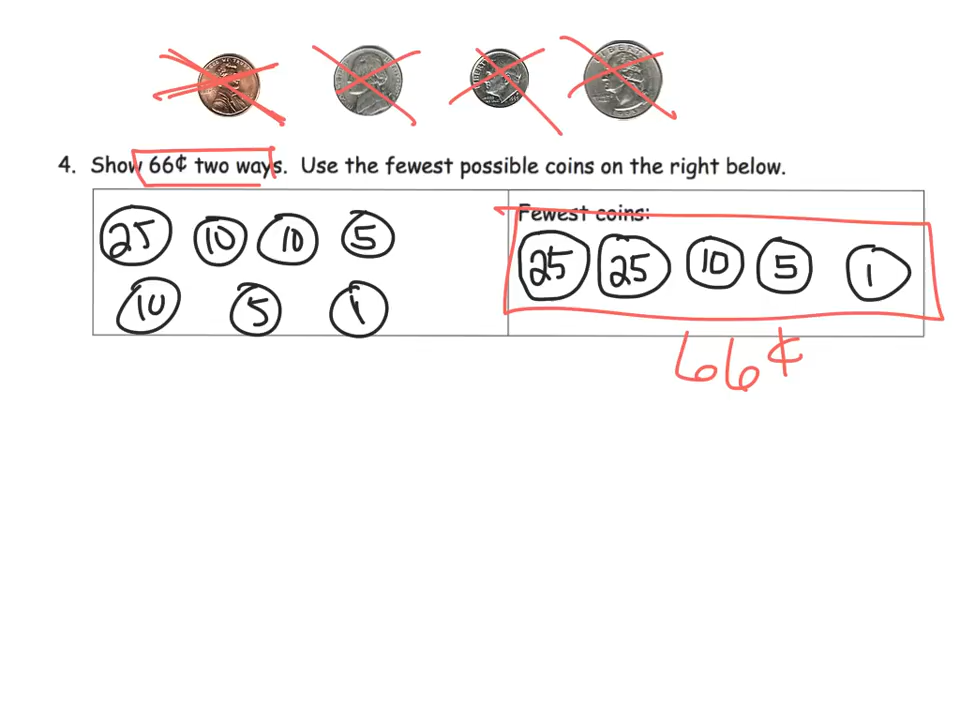 4. Show 66¢ two ways. Use the fewest possible coins on the right below.
Fewest coins:
25 10 10 5
10 5 1
25 25 10 5 1
66¢